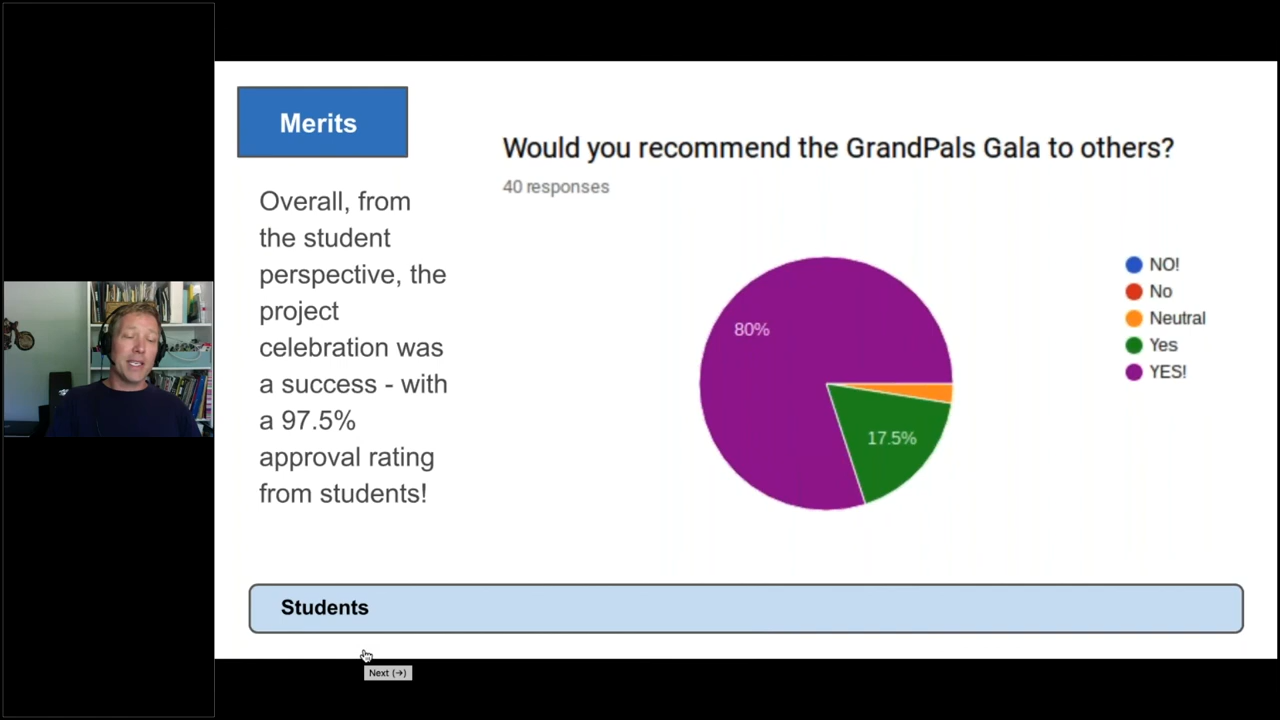 Merits
Overall, from
the student
perspective, the
project
celebration was
a success - with
a 97.5%
approval rating
from students!
Would you recommend the GrandPals Gala to others?
40 responses
80%
17.5%
NO!
No
Neutral
Yes
YES!
Students
Next (→)